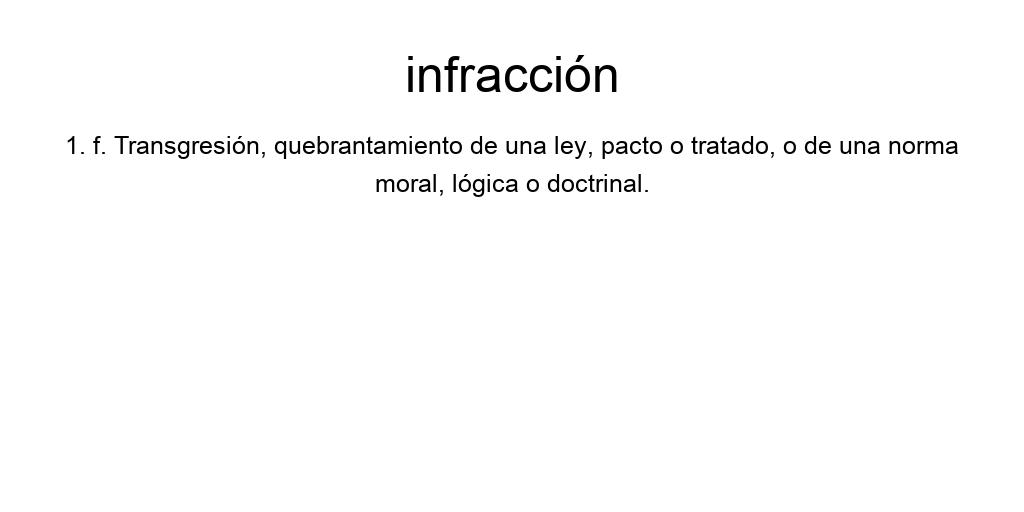 infracción
1. f. Transgresión, quebrantamiento de una ley, pacto o tratado, o de una norma
moral, lógica o doctrinal.